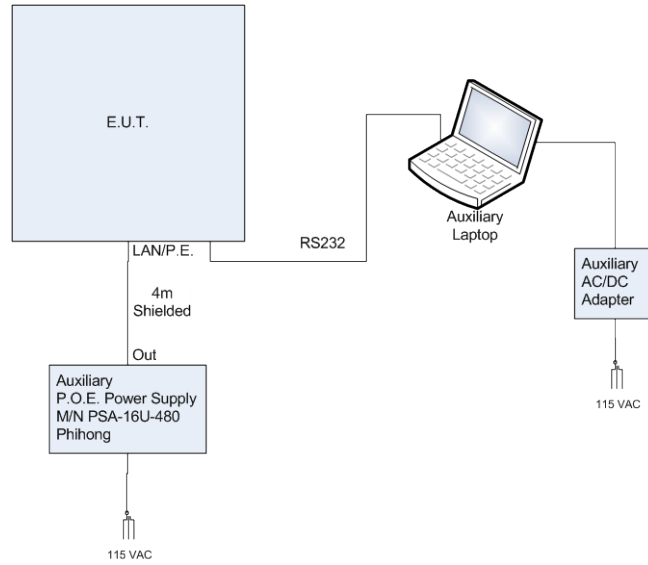 E.U.T.
LAN/P.E.
RS232
Auxiliary
Laptop
4m
Shielded
Auxiliary
AC/DC
Adapter
Out
Auxiliary
P.O.E. Power Supply
M/N PSA-16U-480
Phihong
115 VAC
115 VAC